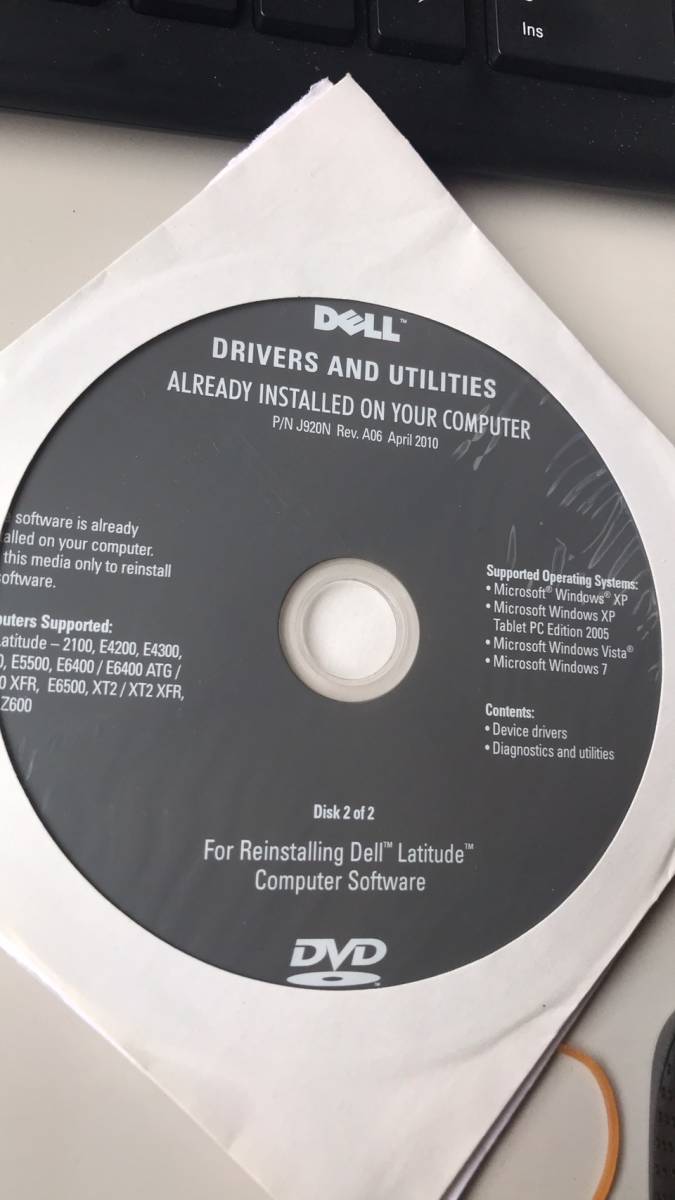 Ins
DELL™
DRIVERS AND UTILITIES
ALREADY INSTALLED ON YOUR COMPUTER
P/N J920N Rev. A06 April 2010
software is already
alled on your computer.
this media only to reinstall
oftware.
outers Supported:
atitude – 2100, E4200, E4300,
0, E5500, E6400 / E6400 ATG /
0 XFR, E6500, XT2 / XT2 XFR,
Z600
Supported Operating Systems:
• Microsoft® Windows® XP
• Microsoft Windows XP
Tablet PC Edition 2005
• Microsoft Windows Vista®
• Microsoft Windows 7
Contents:
• Device drivers
• Diagnostics and utilities
Disk 2 of 2
For Reinstalling Dell™ Latitude™
Computer Software
DVD